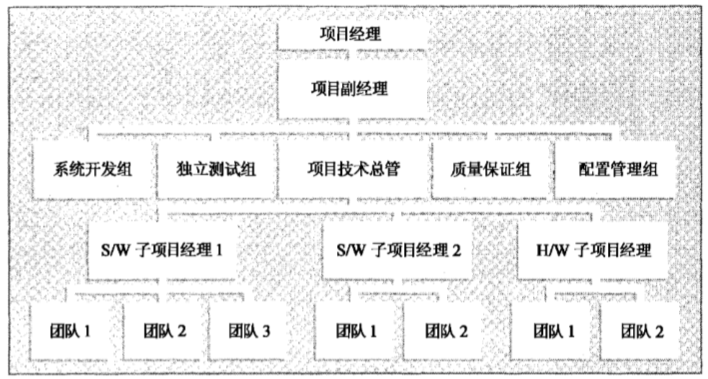 项目经理
项目副经理
系统开发组
独立测试组
项目技术总管
质量保证组
配置管理组
S/W 子项目经理 1
S/W 子项目经理 2
H/W 子项目经理
团队 1
团队 2
团队 3
团队 1
团队 2
团队 1
团队 2